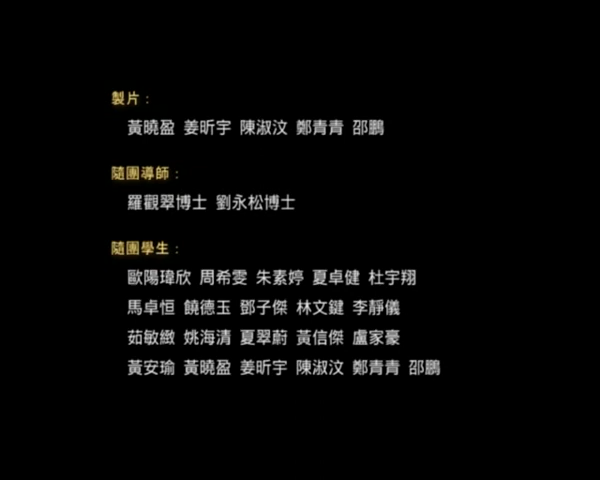 製片：
黃曉盈 姜昕宇 陳淑汶 鄭青青 邵鵬
隨團導師：
羅觀翠博士 劉永松博士
隨團學生：
歐陽瑋欣 周希雯 朱素婷 夏卓健 杜宇翔
馬卓恒 饒德玉 鄧子傑 林文鍵 李靜儀
茹敏緻 姚海清 夏翠蔚 黃信傑 盧家豪
黃安瑜 黃曉盈 姜昕宇 陳淑汶 鄭青青 邵鵬